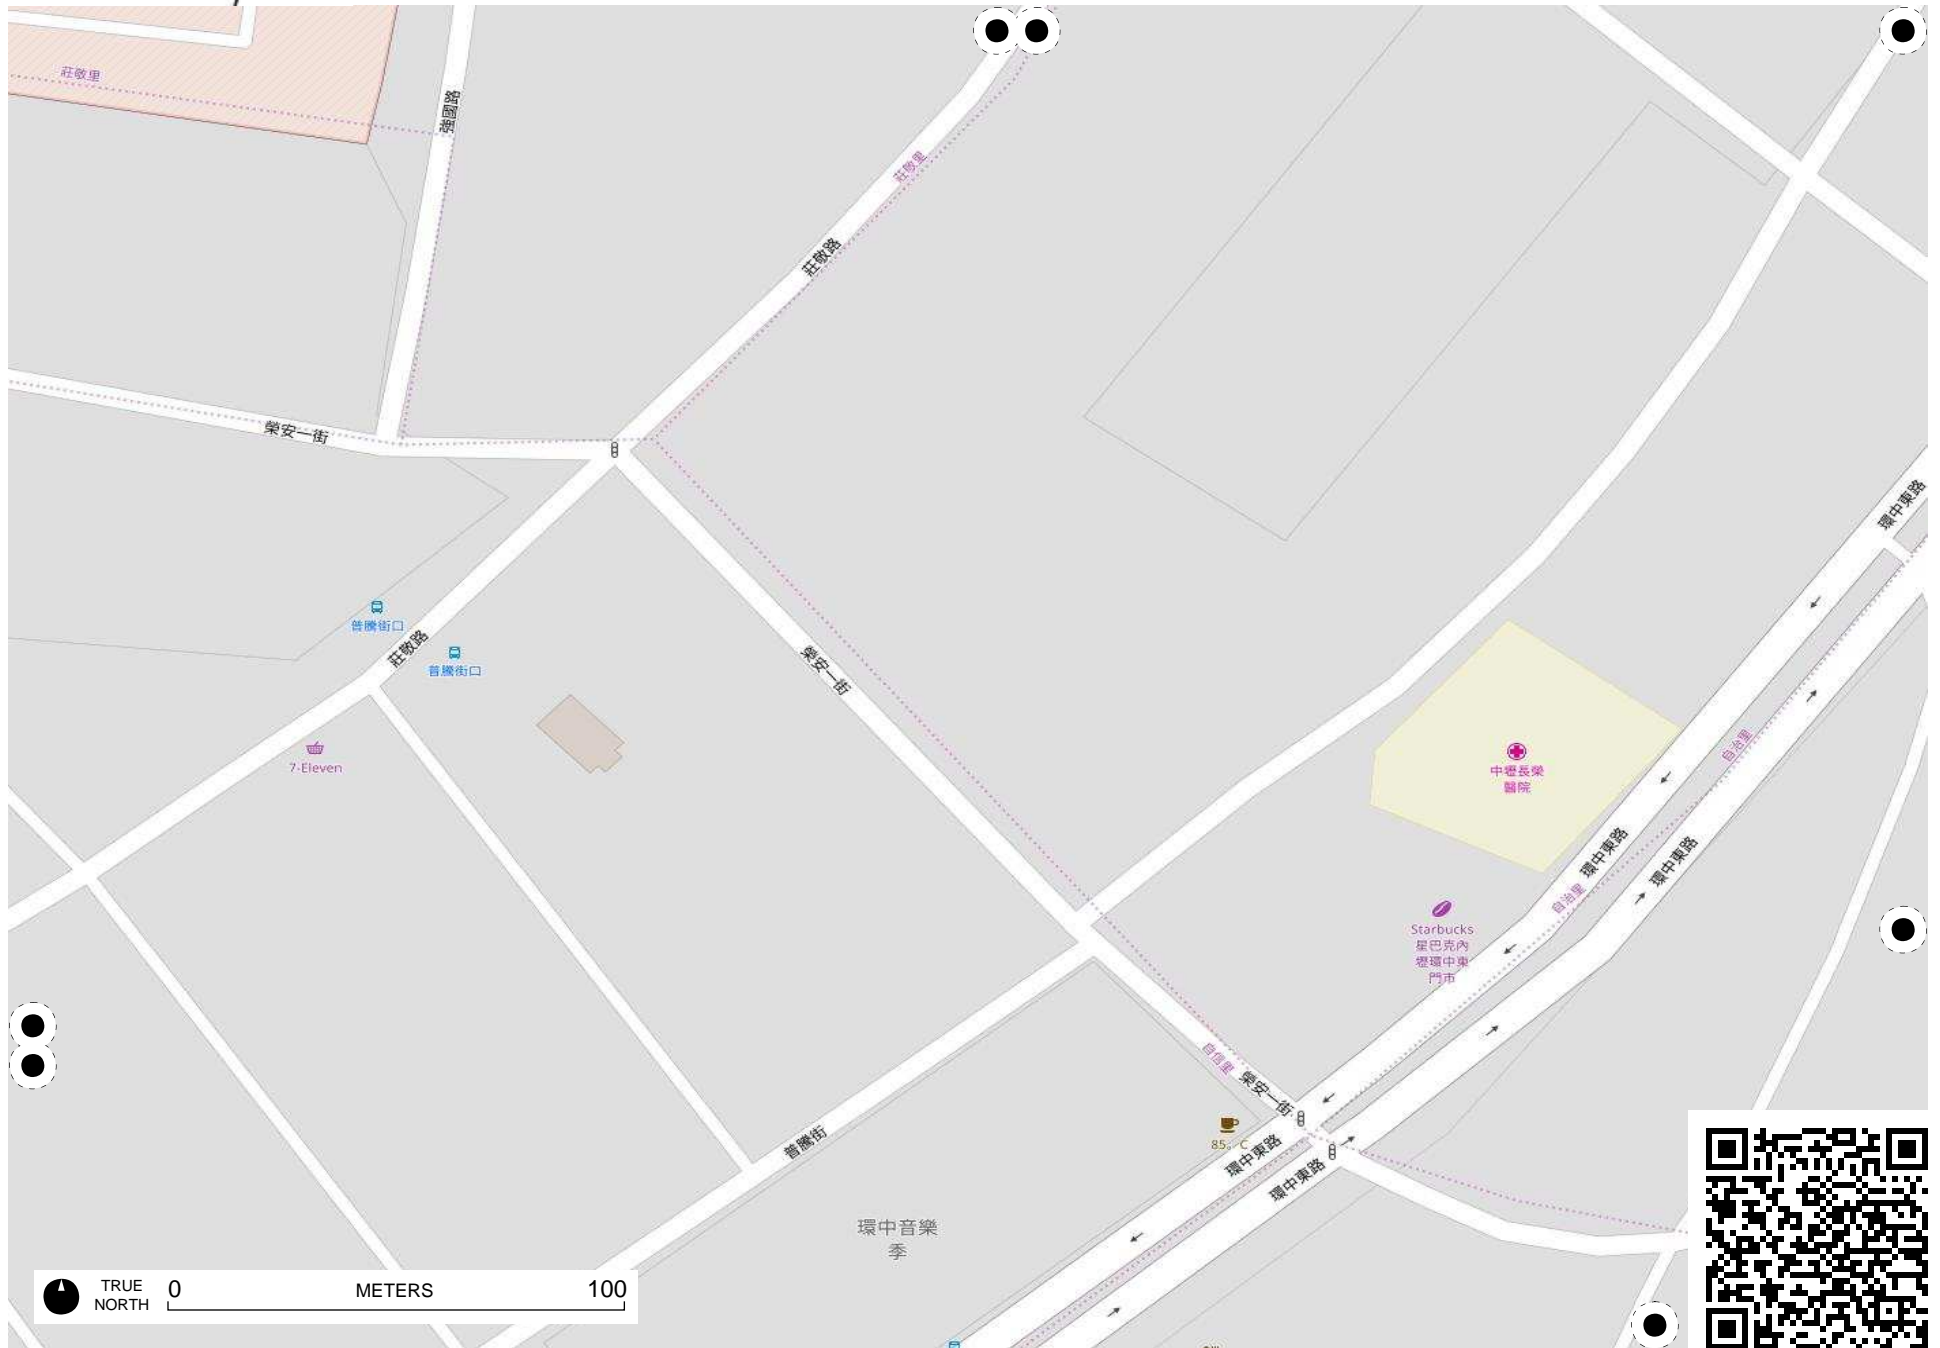 莊敬里
強國路
莊敬里
莊敬路
榮安一街
環中東路
普騰街口
莊敬路
普騰街口
榮安一街
7-Eleven
自治里
中壢長榮
醫院
環中東路
環中東路
自治里
Starbucks
星巴克內
壢環中東
門市
自信里
榮安一街
85。C
普騰街
環中東路
環中東路
環中音樂
季
TRUE
NORTH
0 METERS 100